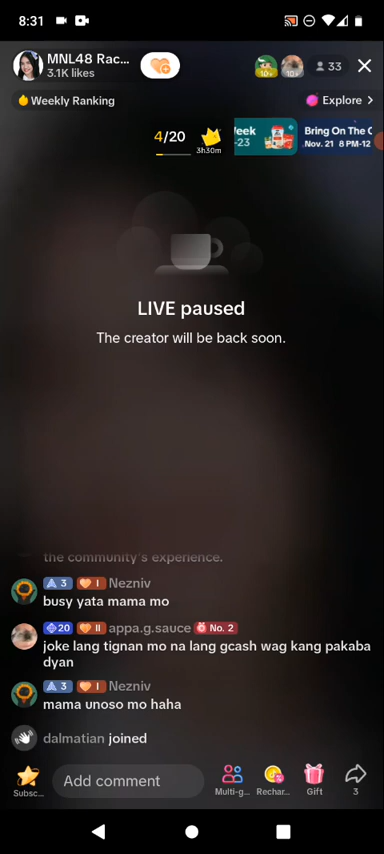 8:31
MNL48 Rac...
3.1K likes
10+
10+
33
Weekly Ranking
Explore >
4/20
3h30m
Week
-23
Bring On The C
Nov. 21 8 PM-12
LIVE paused
The creator will be back soon.
the community's experience.
3 I Nezniv
busy yata mama mo
20 II appa.g.sauce No. 2
joke lang tignan mo na lang gcash wag kang pakaba
dyan
3 I Nezniv
mama unoso mo haha
dalmatian joined
Add comment
Subsc...
Multi-g...
Rechar...
Gift
3